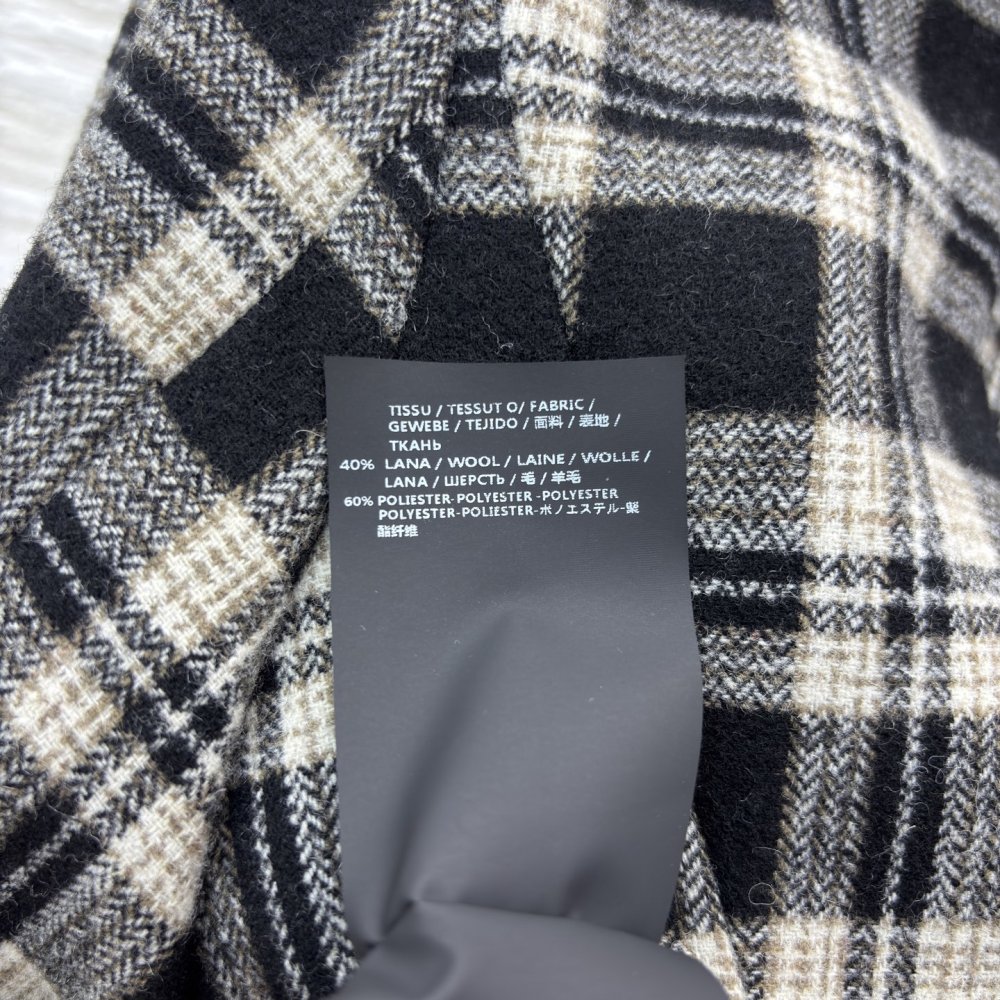 TISSU / TESSUT O/ FABRIC /
GEWEBE / TEJIDO / 面料 / 表地 /
ТКАНЬ
40% LANA / WOOL / LAINE / WOLLE /
LANA / ШЕРСТЬ / 毛 / 羊毛
60% POLIESTER-POLYESTER -POLYESTER
POLYESTER-POLIESTER-ポノエステル-聚
酯纤维